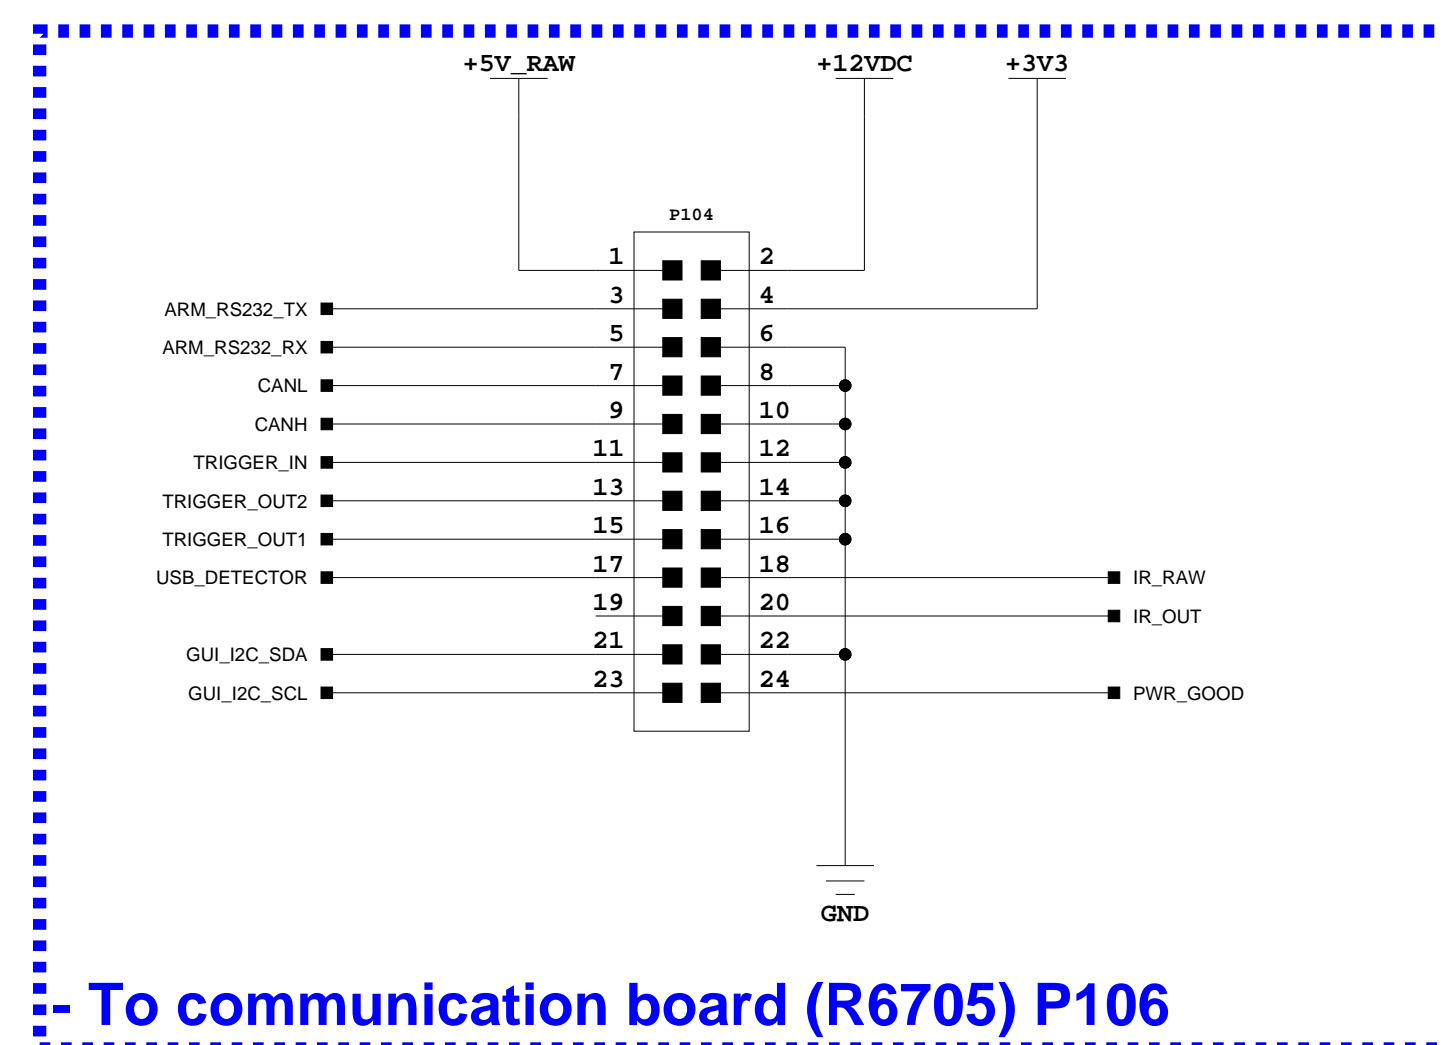 +5V_RAW +12VDC +3V3
P104
1 2
ARM_RS232_TX 3 4
ARM_RS232_RX 5 6
CANL 7 8
CANH 9 10
TRIGGER_IN 11 12
TRIGGER_OUT2 13 14
TRIGGER_OUT1 15 16
USB_DETECTOR 17 18 IR_RAW
19 20 IR_OUT
GUI_I2C_SDA 21 22
GUI_I2C_SCL 23 24 PWR_GOOD
GND
- To communication board (R6705) P106